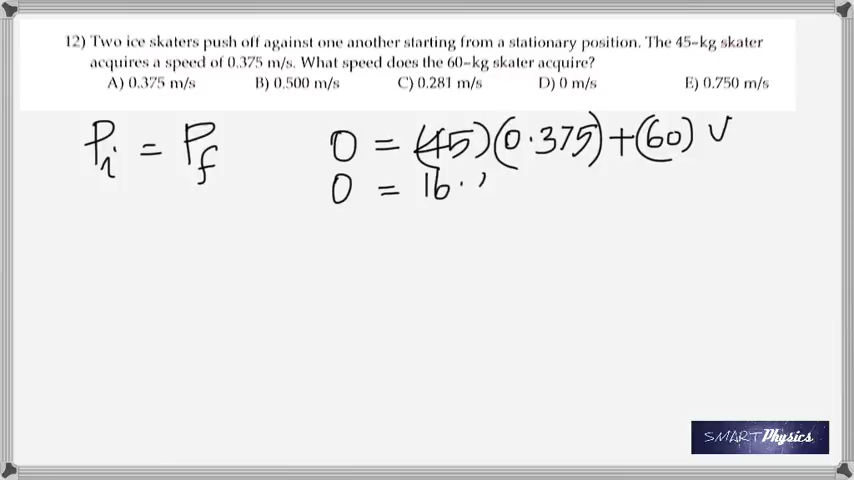 12) Two ice skaters push off against one another starting from a stationary position. The 45-kg skater
acquires a speed of 0.375 m/s. What speed does the 60-kg skater acquire?
A) 0.375 m/s B) 0.500 m/s C) 0.281 m/s D) 0 m/s E) 0.750 m/s
Pi = Pf 0 = (45)(0.375)+(60) V
0 = 16.
SMART Physics